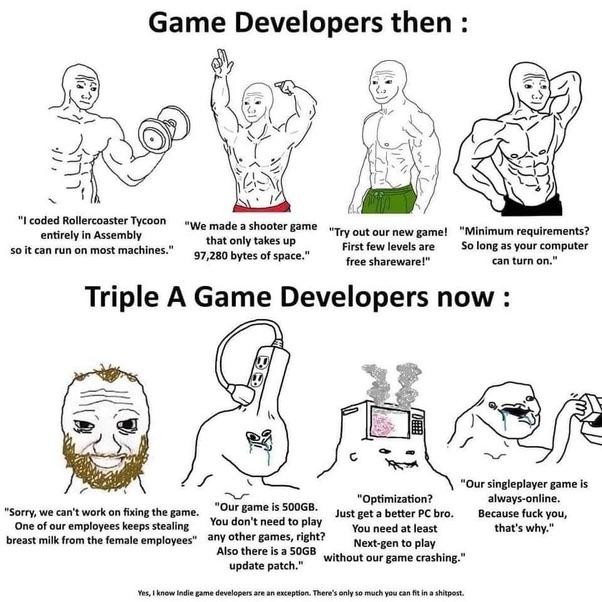 Game Developers then :
"I coded Rollercoaster Tycoon
entirely in Assembly
so it can run on most machines."
"We made a shooter game
that only takes up
97,280 bytes of space."
"Try out our new game!
First few levels are
free shareware!"
"Minimum requirements?
So long as your computer
can turn on."
Triple A Game Developers now :
"Sorry, we can't work on fixing the game.
One of our employees keeps stealing
breast milk from the female employees"
"Our game is 500GB.
You don't need to play
any other games, right?
Also there is a 50GB
update patch."
"Optimization?
Just get a better PC bro.
You need at least
Next-gen to play
without our game crashing."
"Our singleplayer game is
always-online.
Because fuck you,
that's why."
Yes, I know Indie game developers are an exception. There's only so much you can fit in a shitpost.